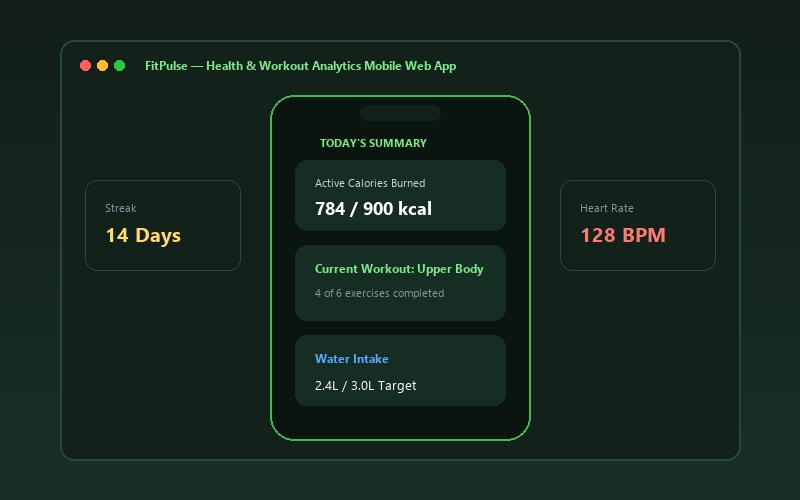 FitPulse — Health & Workout Analytics Mobile Web App
TODAY'S SUMMARY
Active Calories Burned
784 / 900 kcal
Streak
14 Days
Heart Rate
128 BPM
Current Workout: Upper Body
4 of 6 exercises completed
Water Intake
2.4L / 3.0L Target